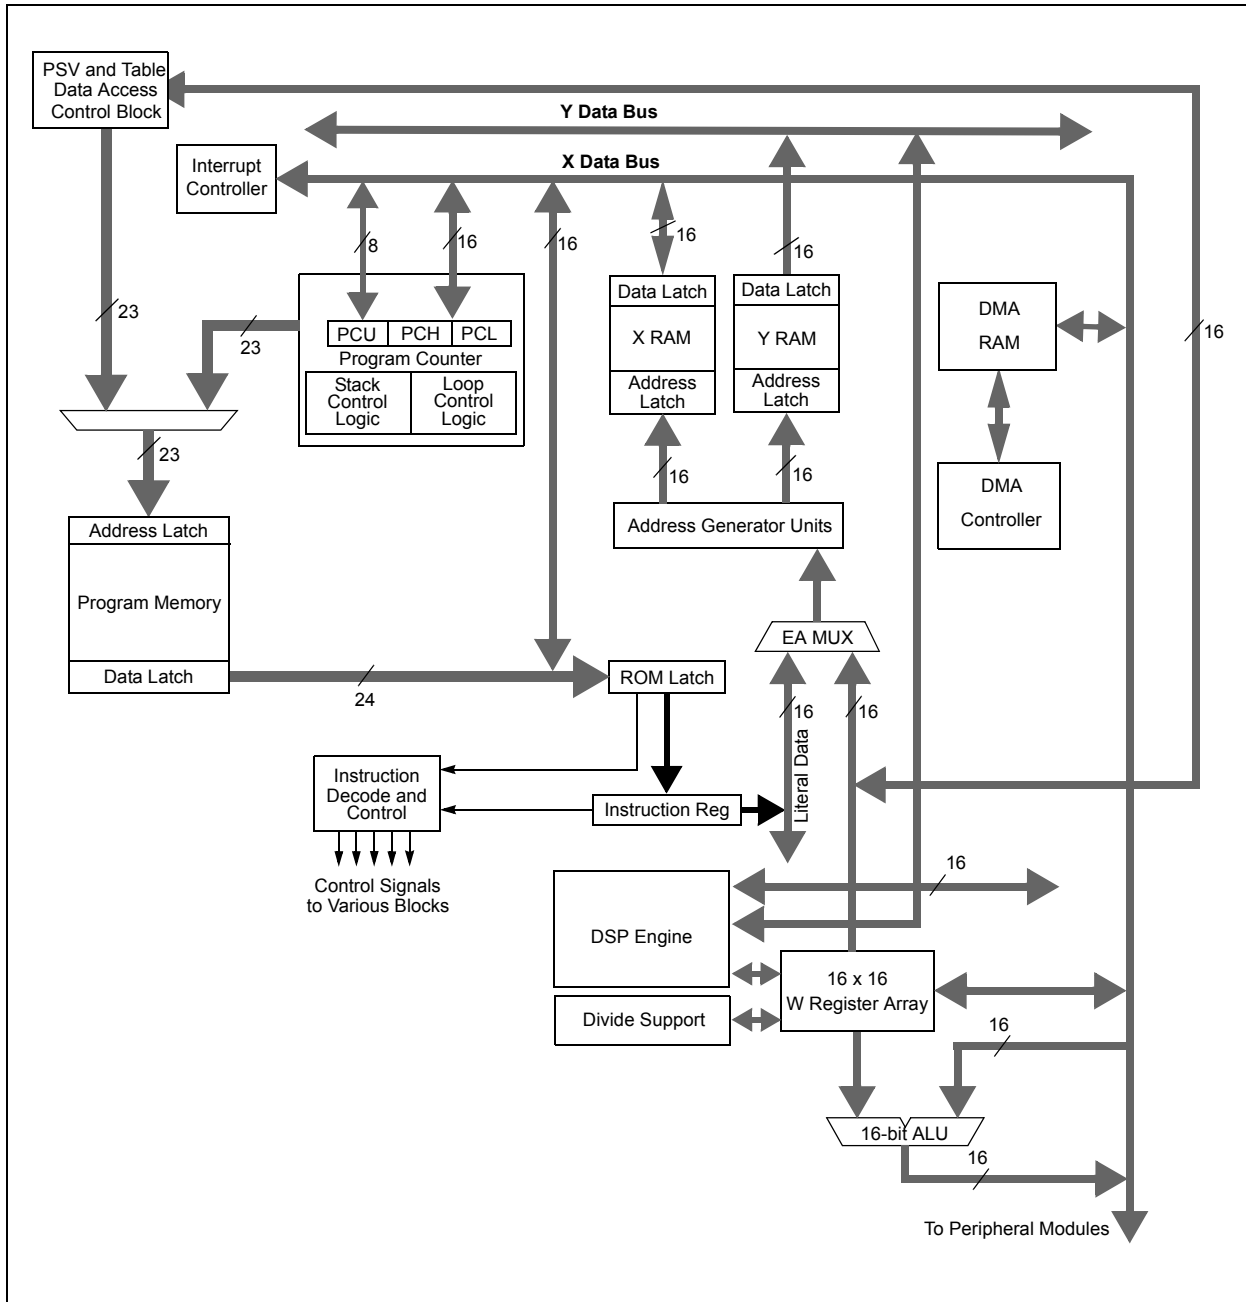 PSV and Table
Data Access
Control Block
Y Data Bus
Interrupt
Controller
X Data Bus
8
16
16
16
16
23
23
PCU
PCH
PCL
Program Counter
Stack
Control
Logic
Loop
Control
Logic
Data Latch
X RAM
Address
Latch
Data Latch
Y RAM
Address
Latch
DMA
RAM
16
23
16
16
DMA
Controller
Address Latch
Program Memory
Data Latch
Address Generator Units
EA MUX
24
ROM Latch
16
16
Literal Data
Instruction
Decode and
Control
Instruction Reg
Control Signals
to Various Blocks
16
DSP Engine
16 x 16
W Register Array
Divide Support
16
16-bit ALU
16
To Peripheral Modules